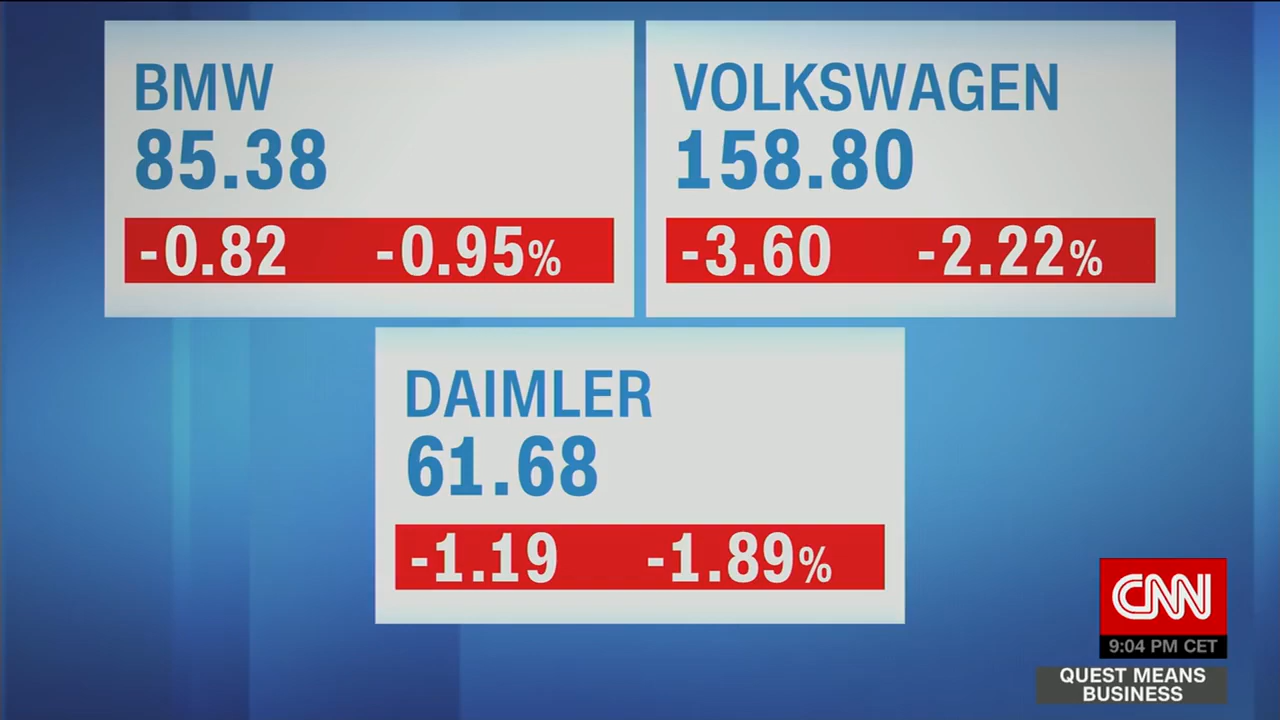 BMW
85.38
-0.82 -0.95%
VOLKSWAGEN
158.80
-3.60 -2.22%
DAIMLER
61.68
-1.19 -1.89%
CNN
9:04 PM CET
QUEST MEANS
BUSINESS